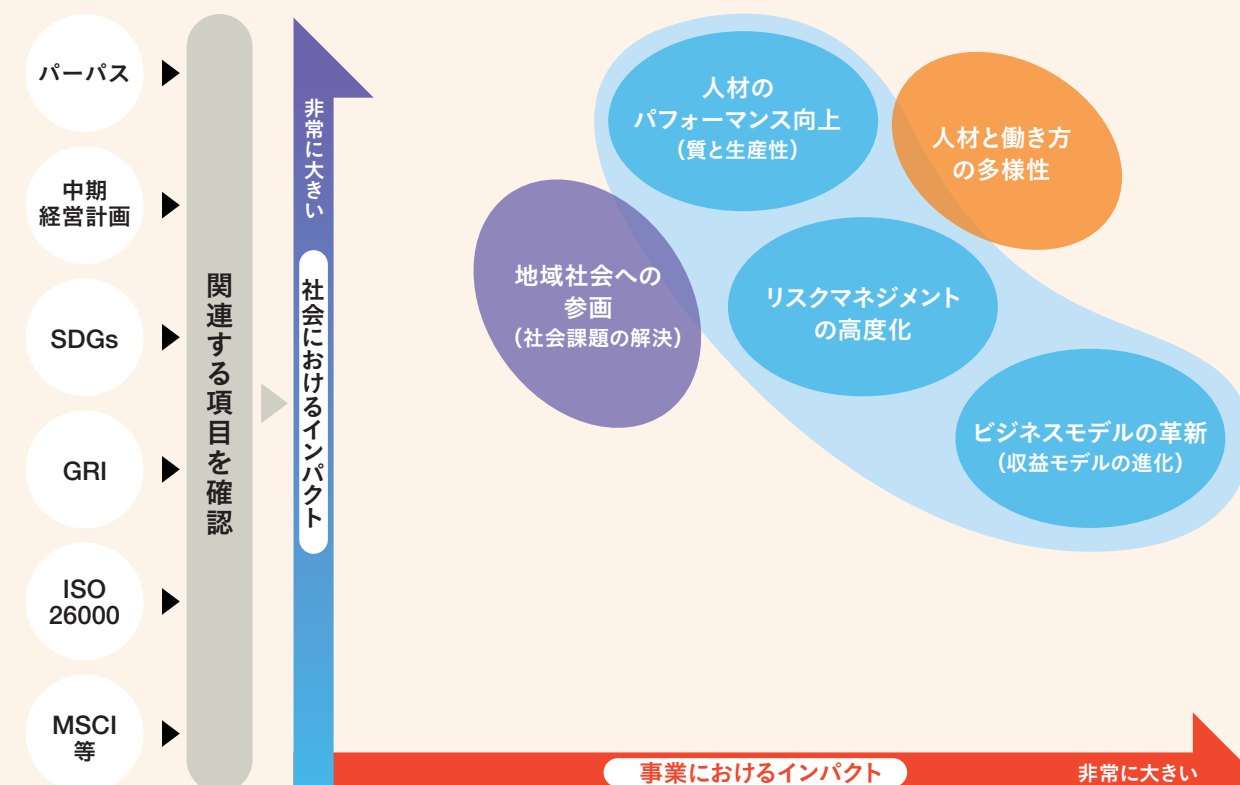 パーパス
中期
経営計画
SDGs
GRI
ISO
26000
MSCI
等
関連する項目を確認
非常に大きい
社会におけるインパクト
人材の
パフォーマンス向上
（質と生産性）
人材と働き方
の多様性
地域社会への
参画
（社会課題の解決）
リスクマネジメント
の高度化
ビジネスモデルの革新
（収益モデルの進化）
事業におけるインパクト
非常に大きい